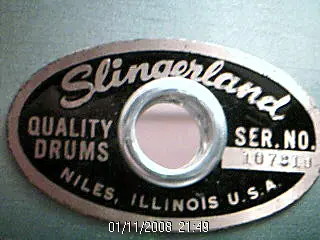 Slingerland
QUALITY
DRUMS
SER. NO.
NILES, ILLINOIS U.S.A.
01/11/2008 21:49